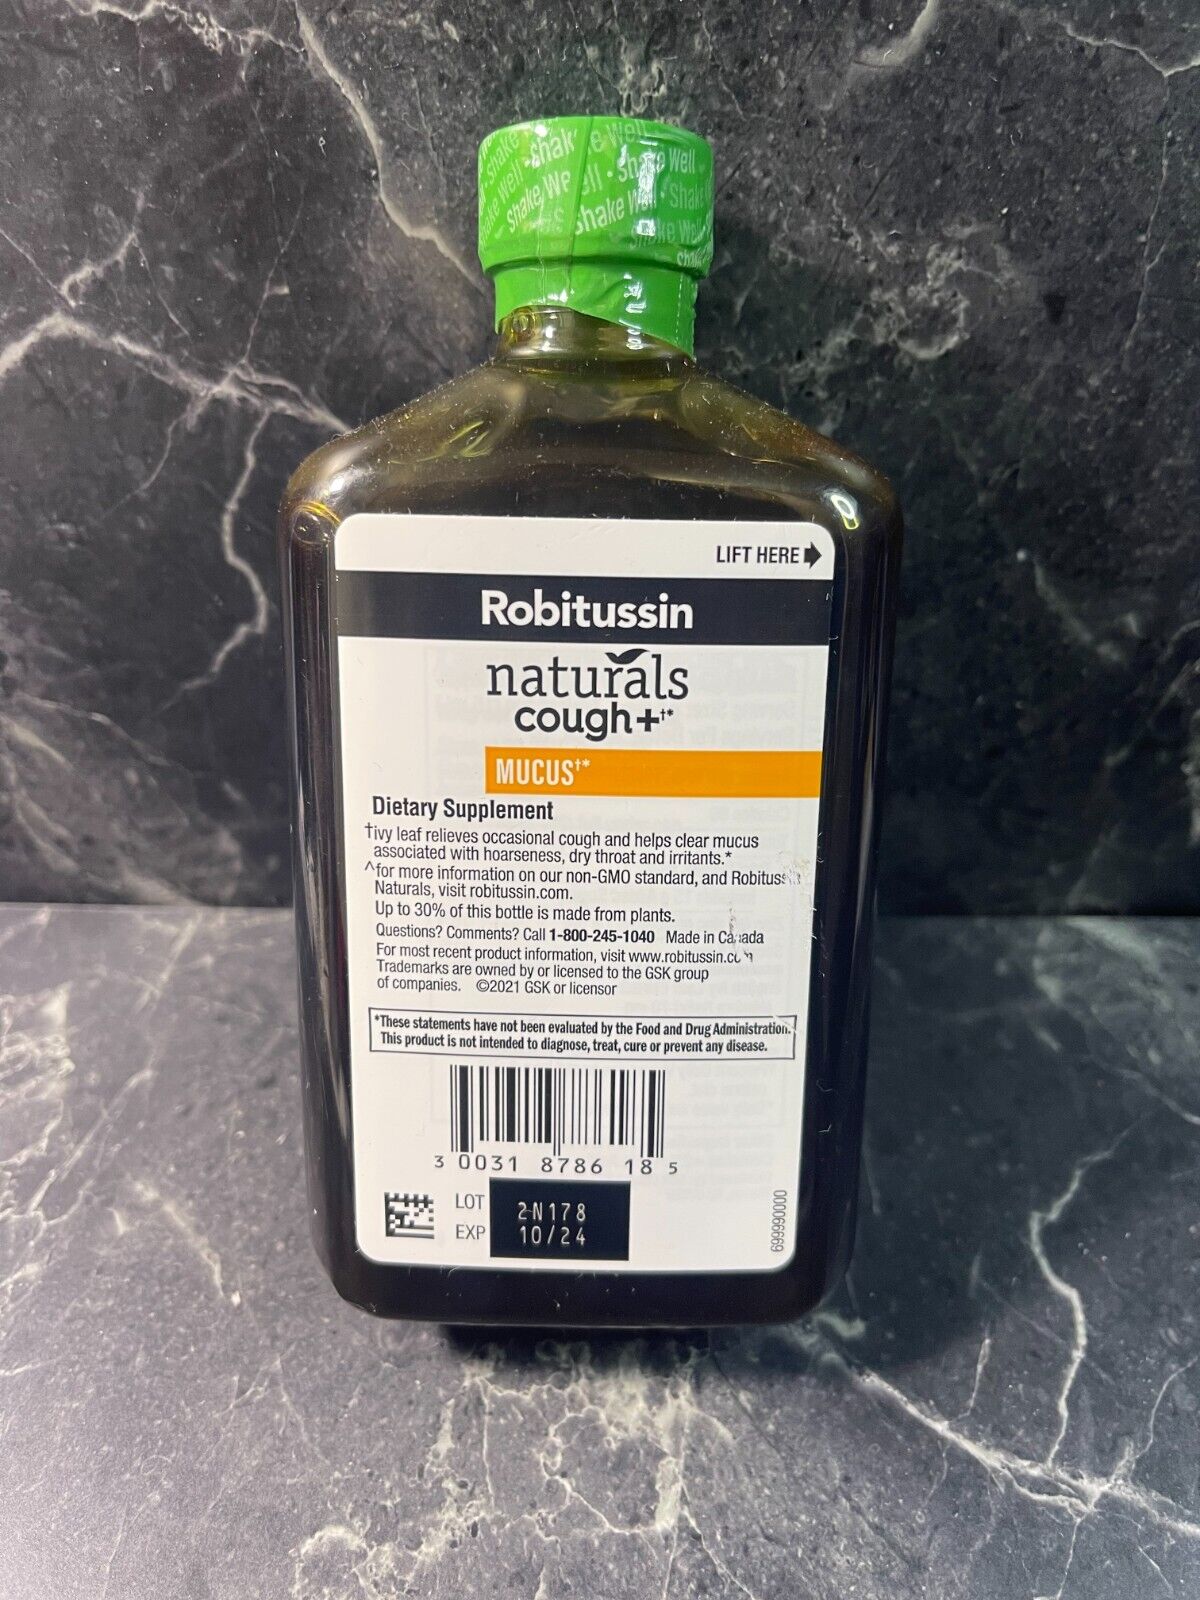 Shake Well
LIFT HERE
Robitussin
naturals
cough+†*
MUCUS†*
Dietary Supplement
†ivy leaf relieves occasional cough and helps clear mucus
associated with hoarseness, dry throat and irritants.*
^for more information on our non-GMO standard, and Robitussin
Naturals, visit robitussin.com.
Up to 30% of this bottle is made from plants.
Questions? Comments? Call 1-800-245-1040 Made in Canada
For most recent product information, visit www.robitussin.com
Trademarks are owned by or licensed to the GSK group
of companies. ©2021 GSK or licensor
*These statements have not been evaluated by the Food and Drug Administration.
This product is not intended to diagnose, treat, cure or prevent any disease.
3 0031 8786 18 5
LOT 2N178
EXP 10/24